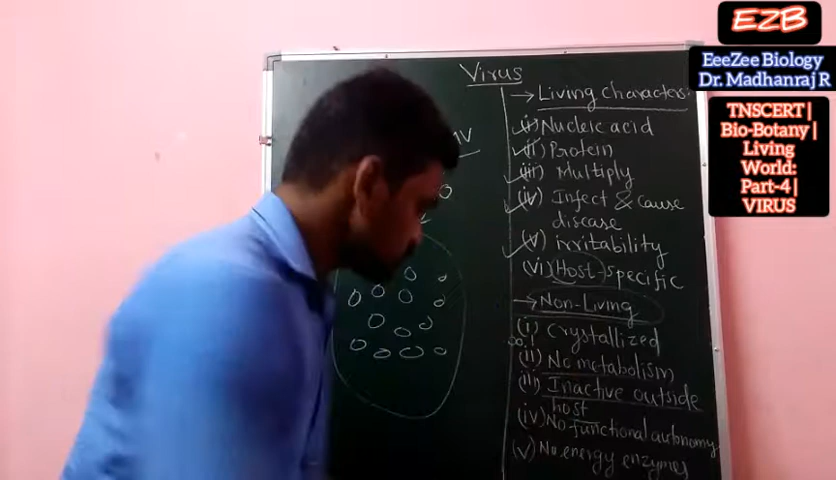 EZB
EeeZee Biology
Dr. Madhanraj R
TNSCERT|
Bio-Botany|
Living
World:
Part-4|
VIRUS
Virus
→ Living characters:
(i) Nucleic acid
(ii) Protein
(iii) Multiply
(iv) Infect & cause
disease
(v) irritability
(vi) Host-specific
→ Non-Living
(i) Crystallized
(ii) No metabolism
(iii) Inactive outside
host
(iv) No functional autonomy
(v) No energy enzymes